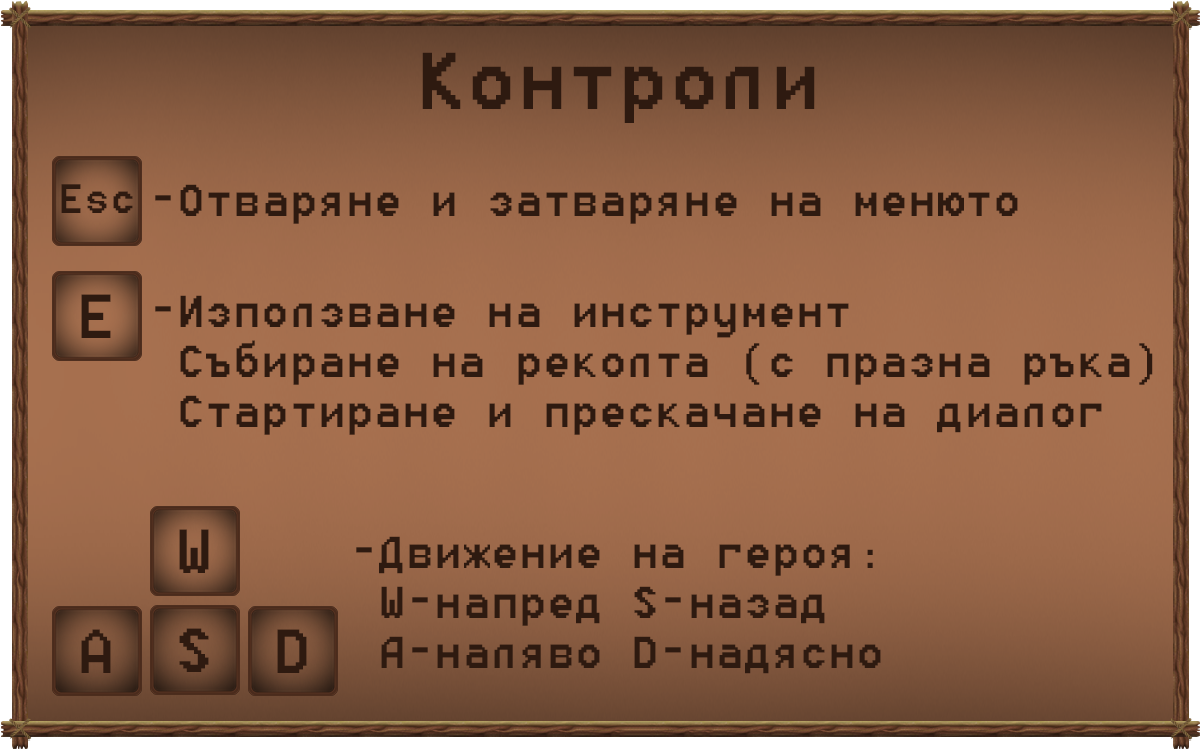 Контроли
Esc -Отваряне и затваряне на менюто
E -Използване на инструмент
Събиране на реколта (с празна ръка)
Стартиране и прескачане на диалог
W
-Движение на героя:
W-напред S-назад
A S D
A-наляво D-надясно